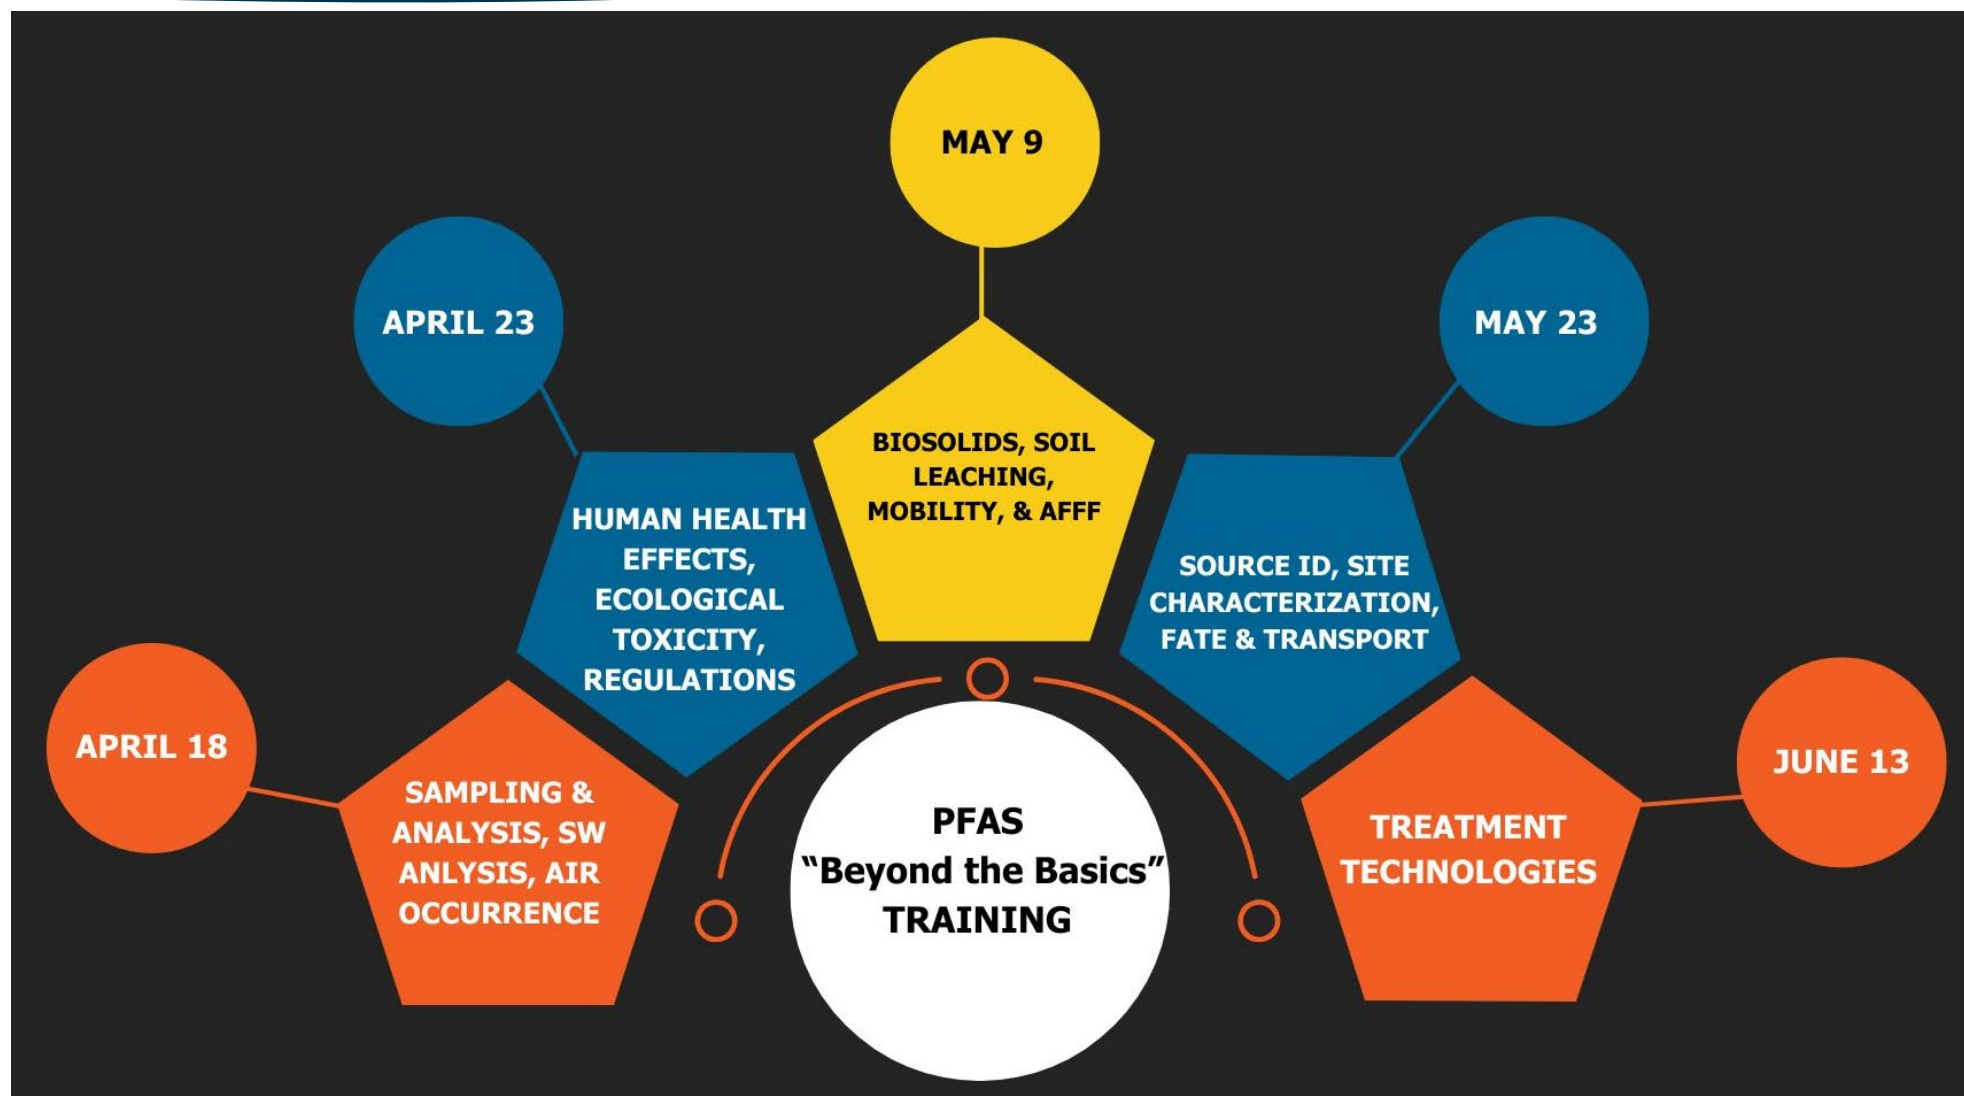 APRIL 18
SAMPLING &
ANALYSIS, SW
ANLYSIS, AIR
OCCURRENCE
APRIL 23
HUMAN HEALTH
EFFECTS,
ECOLOGICAL
TOXICITY,
REGULATIONS
MAY 9
BIOSOLIDS, SOIL
LEACHING,
MOBILITY, & AFFF
MAY 23
SOURCE ID, SITE
CHARACTERIZATION,
FATE & TRANSPORT
JUNE 13
TREATMENT
TECHNOLOGIES
PFAS
“Beyond the Basics”
TRAINING